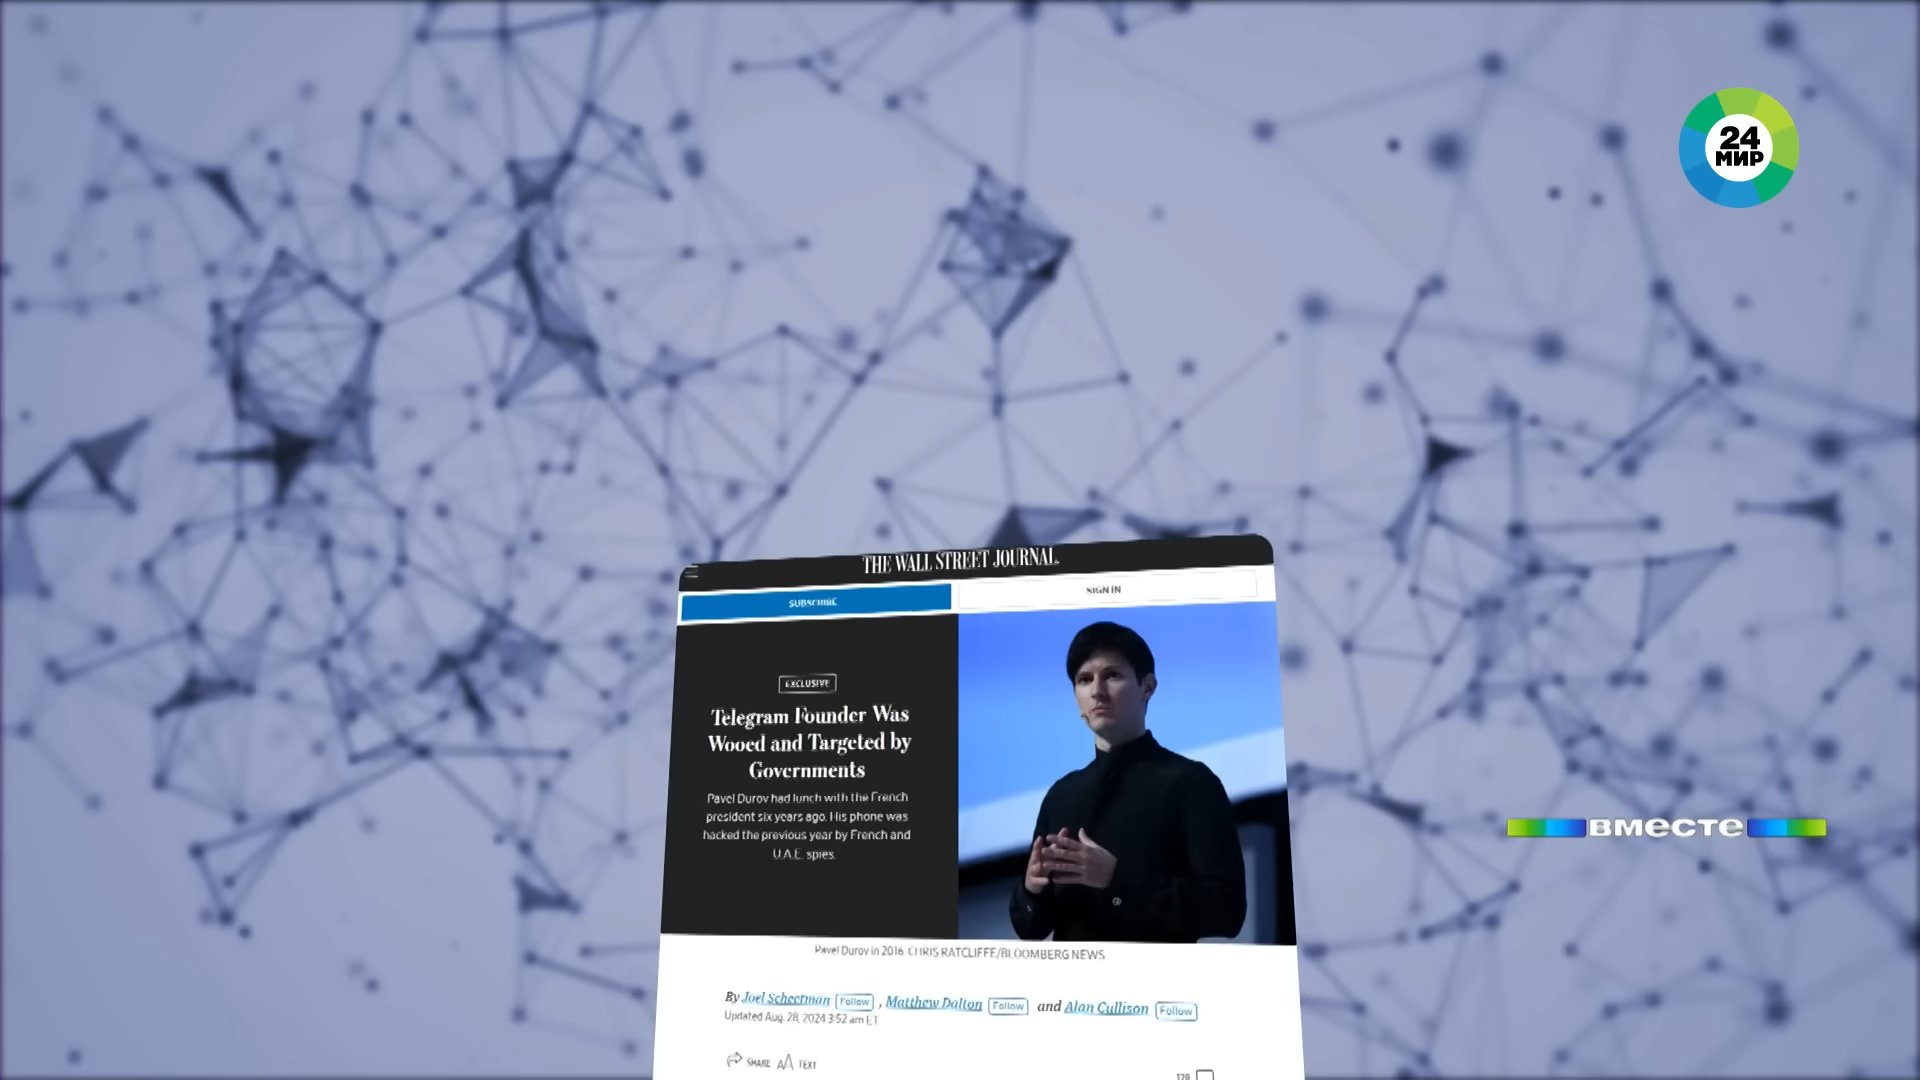 24
МИР
THE WALL STREET JOURNAL.
SUBSCRIBE
SIGN IN
EXCLUSIVE
Telegram Founder Was
Wooed and Targeted by
Governments
Pavel Durov had lunch with the French
president six years ago. His phone was
hacked the previous year by French and
U.A.E. spies.
ВМЕСТЕ
Pavel Durov in 2016. CHRIS RATCLIFFE/BLOOMBERG NEWS
By Joel Schectman Follow , Matthew Dalton Follow and Alan Cullison Follow
Updated Aug. 28, 2024 3:52 am ET
SHARE AA TEXT